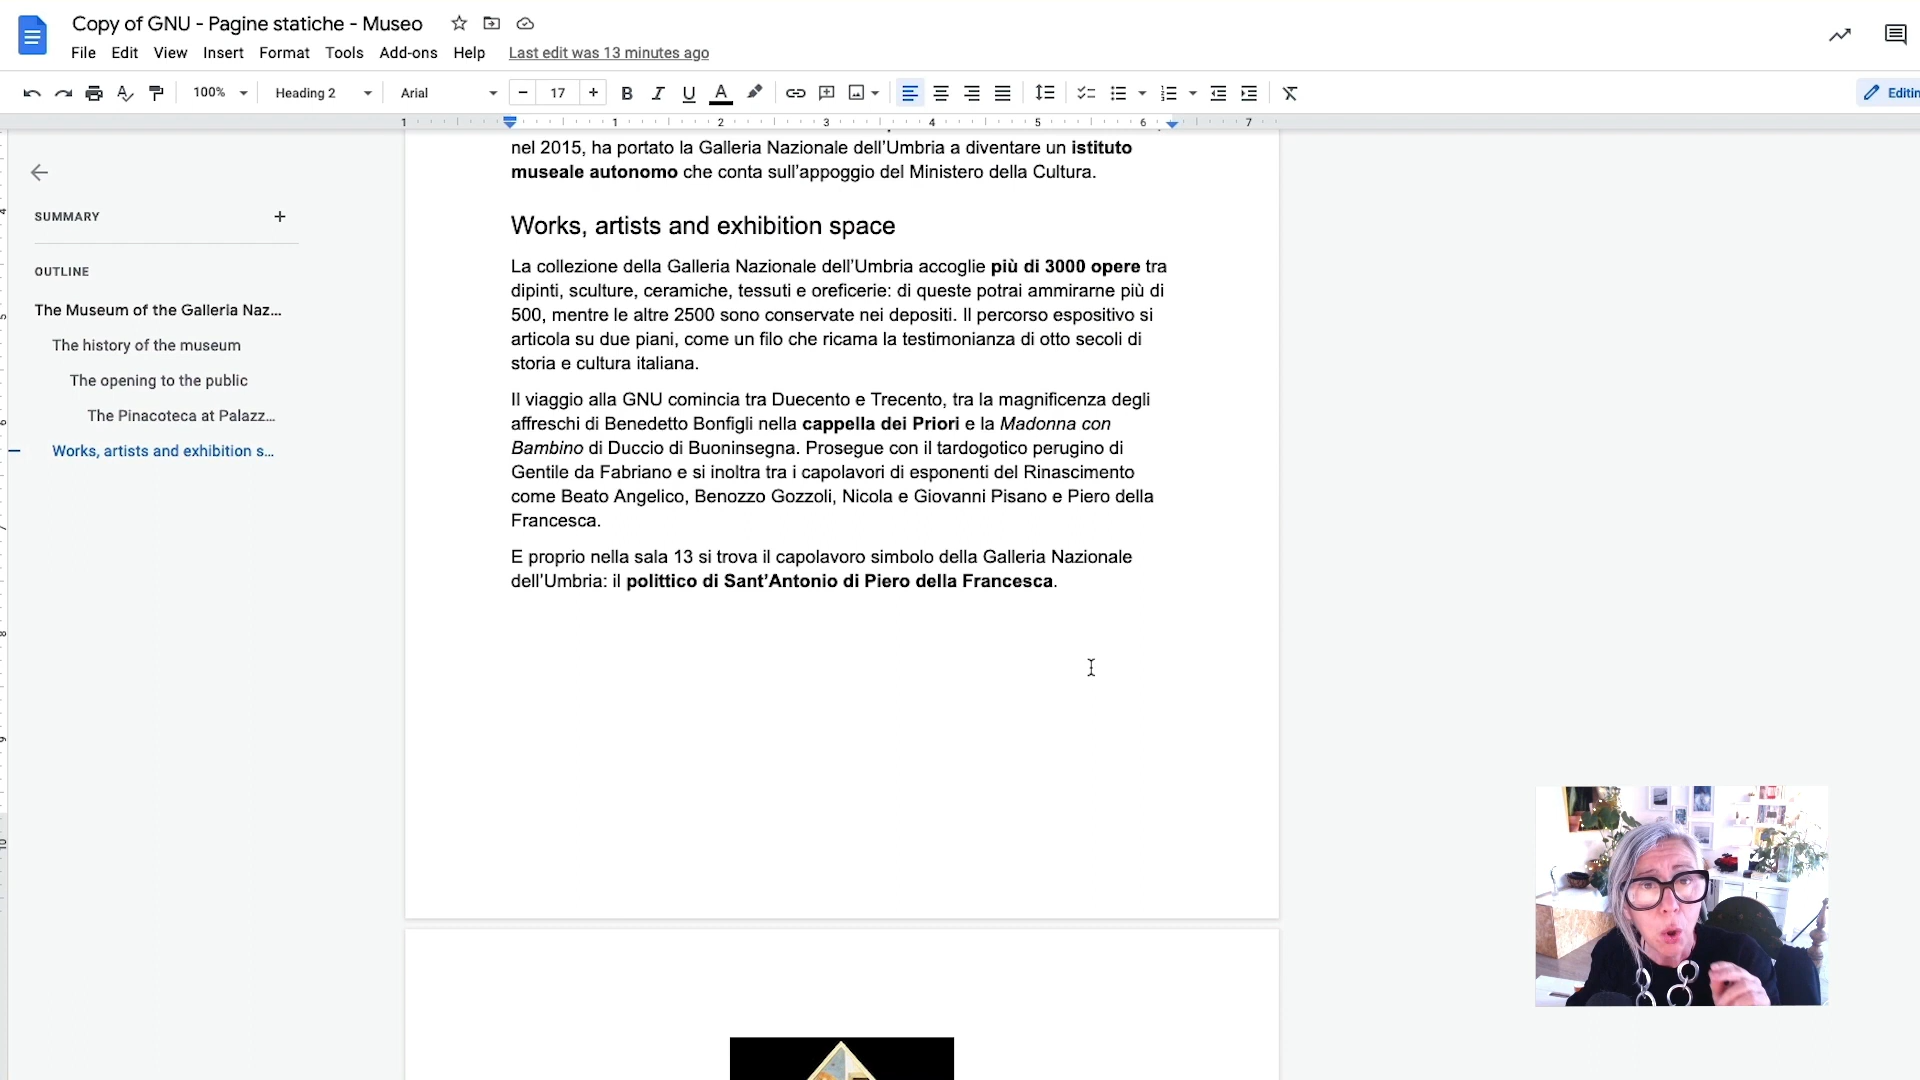 Copy of GNU - Pagine statiche - Museo
File Edit View Insert Format Tools Add-ons Help Last edit was 13 minutes ago
100% Heading 2 Arial 17 B I U A
1 1 2 3 4 5 6 7
nel 2015, ha portato la Galleria Nazionale dell'Umbria a diventare un istituto
museale autonomo che conta sull'appoggio del Ministero della Cultura.
SUMMARY
OUTLINE
The Museum of the Galleria Naz...
The history of the museum
The opening to the public
The Pinacoteca at Palazz...
Works, artists and exhibition s...
Works, artists and exhibition space
La collezione della Galleria Nazionale dell'Umbria accoglie più di 3000 opere tra
dipinti, sculture, ceramiche, tessuti e oreficerie: di queste potrai ammirarne più di
500, mentre le altre 2500 sono conservate nei depositi. Il percorso espositivo si
articola su due piani, come un filo che ricama la testimonianza di otto secoli di
storia e cultura italiana.
Il viaggio alla GNU comincia tra Duecento e Trecento, tra la magnificenza degli
affreschi di Benedetto Bonfigli nella cappella dei Priori e la Madonna con
Bambino di Duccio di Buoninsegna. Prosegue con il tardogotico perugino di
Gentile da Fabriano e si inoltra tra i capolavori di esponenti del Rinascimento
come Beato Angelico, Benozzo Gozzoli, Nicola e Giovanni Pisano e Piero della
Francesca.
E proprio nella sala 13 si trova il capolavoro simbolo della Galleria Nazionale
dell'Umbria: il polittico di Sant'Antonio di Piero della Francesca.